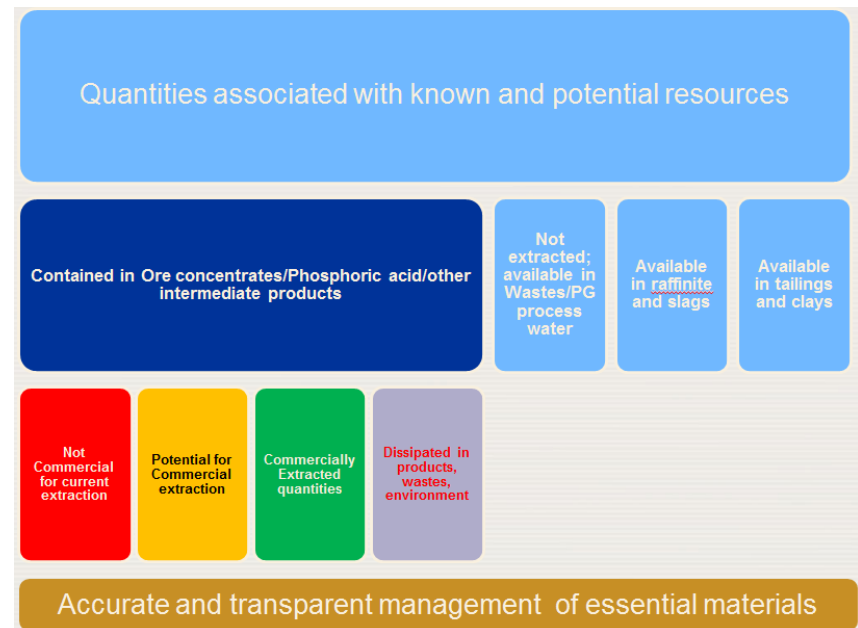 Quantities associated with known and potential resources
Contained in Ore concentrates/Phosphoric acid/other
intermediate products
Not
extracted;
available in
Wastes/PG
process
water
Available
in raffinite
and slags
Available
in tailings
and clays
Not
Commercial
for current
extraction
Potential for
Commercial
extraction
Commercially
Extracted
quantities
Dissipated in
products,
wastes,
environment
Accurate and transparent management of essential materials